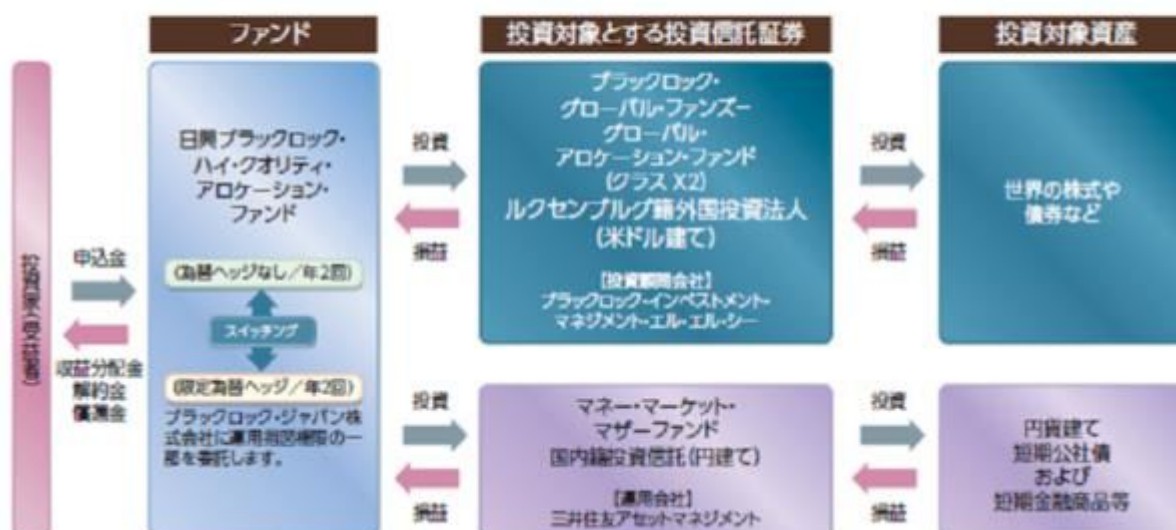 ファンド
投資対象とする投資信託証券
投資対象資産
投資家(受益者)
申込金
収益分配金
解約金
償還金
日興ブラックロック・
ハイ・クオリティ・
アロケーション・
ファンド
(為替ヘッジなし／年2回)
スイッチング
(限定為替ヘッジ／年2回)
ブラックロック・ジャパン株
式会社に運用指図権限の一
部を委託します。
投資
損益
ブラックロック・
グローバル・ファンズー
グローバル・
アロケーション・ファンド
(クラス X2)
ルクセンブルグ籍外国投資法人
(米ドル建て)
【投資顧問会社】
ブラックロック・インベストメント・
マネジメント・エル・エル・シー
投資
損益
世界の株式や
債券など
投資
損益
マネー・マーケット・
マザーファンド
国内籍投資信託(円建て)
【運用会社】
三井住友アセットマネジメント
投資
損益
円貨建て
短期公社債
および
短期金融商品等